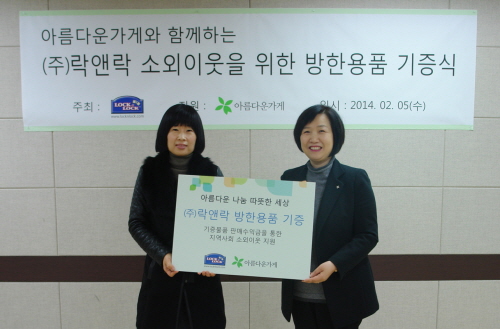 아름다운가게와 함께하는
(주)락앤락 소외이웃을 위한 방한용품 기증식
주최 : LOCK&LOCK 원 : 아름다운가게 일시 : 2014. 02. 05(수)
아름다운 나눔 따뜻한 세상
(주)락앤락 방한용품 기증
기증물품 판매수익금을 통한
지역사회 소외이웃 지원
LOCK&LOCK 아름다운가게